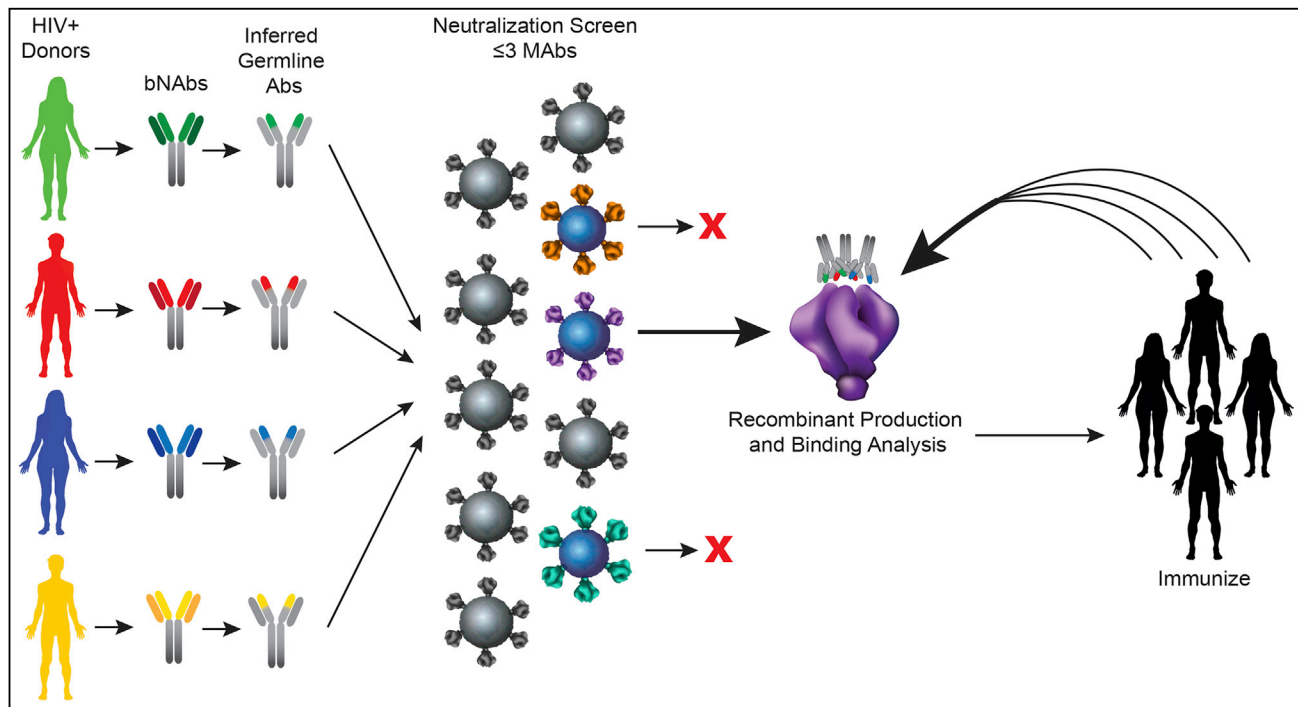 HIV+
Donors
bNAbs
Inferred
Germline
Abs
Neutralization Screen
≤3 MAbs
X
X
Recombinant Production
and Binding Analysis
Immunize